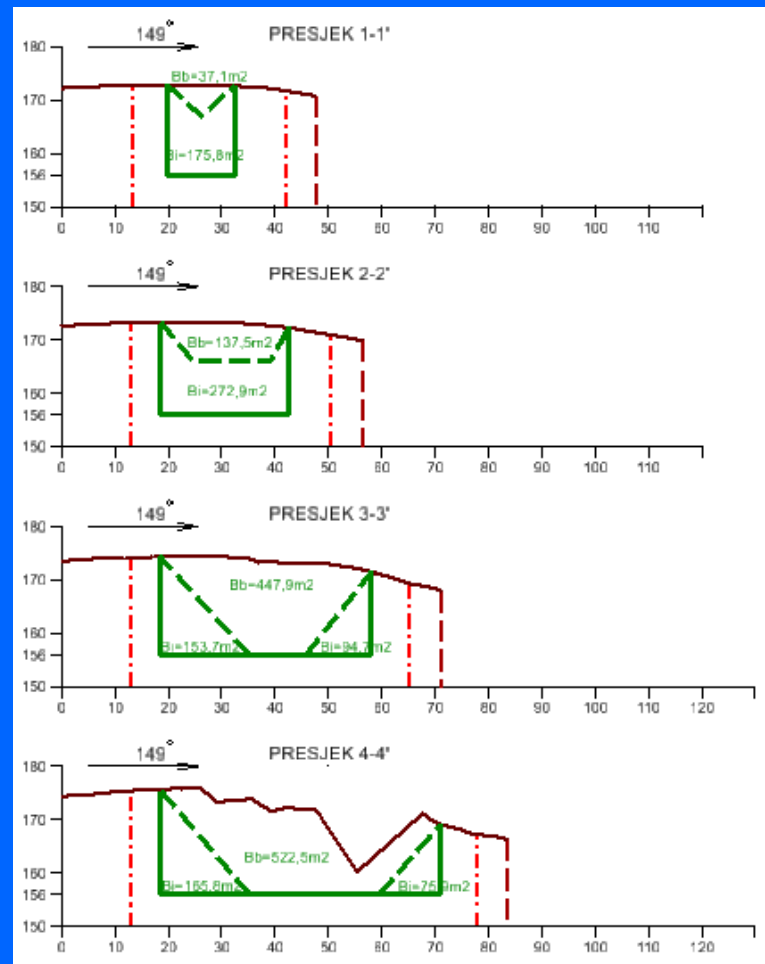 149° PRESJEK 1-1'
180
Bb=37,1m2
170
160
Bi=175,8m2
156
150
0 10 20 30 40 50 60 70 80 90 100 110 120
149° PRESJEK 2-2'
180
170
Bb=137,5m2
160
Bi=272,9m2
156
150
0 10 20 30 40 50 60 70 80 90 100 110
149° PRESJEK 3-3'
180
170
Bb=447,9m2
160
156
Bi=153,7m2 Bi=94,7m2
150
0 10 20 30 40 50 60 70 80 90 100 110 120
149° PRESJEK 4-4'
180
170
Bb=522,5m2
160
156
Bi=165,8m2 Bi=75,9m2
150
0 10 20 30 40 50 60 70 80 90 100 110 120